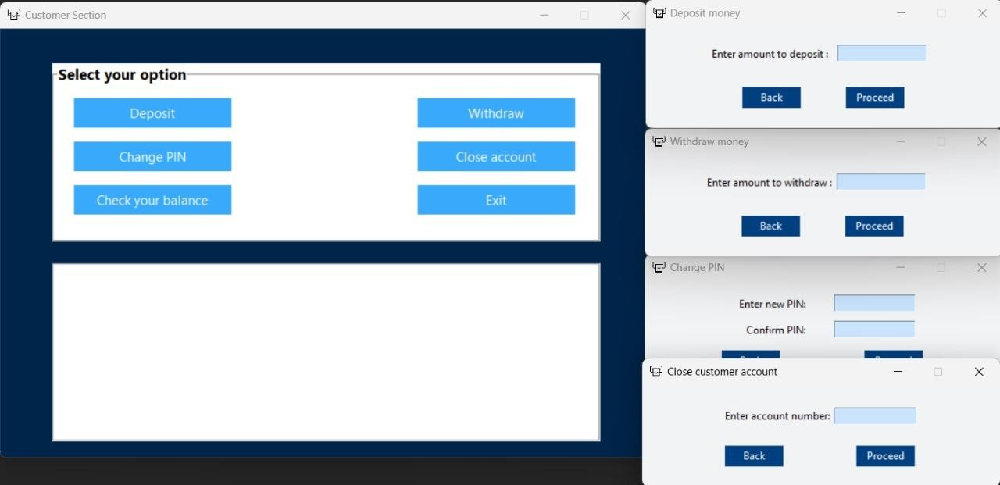 Customer Section
Select your option
Deposit
Withdraw
Change PIN
Close account
Check your balance
Exit
Deposit money
Enter amount to deposit :
Back
Proceed
Withdraw money
Enter amount to withdraw :
Back
Proceed
Change PIN
Enter new PIN:
Confirm PIN:
Close customer account
Enter account number:
Back
Proceed